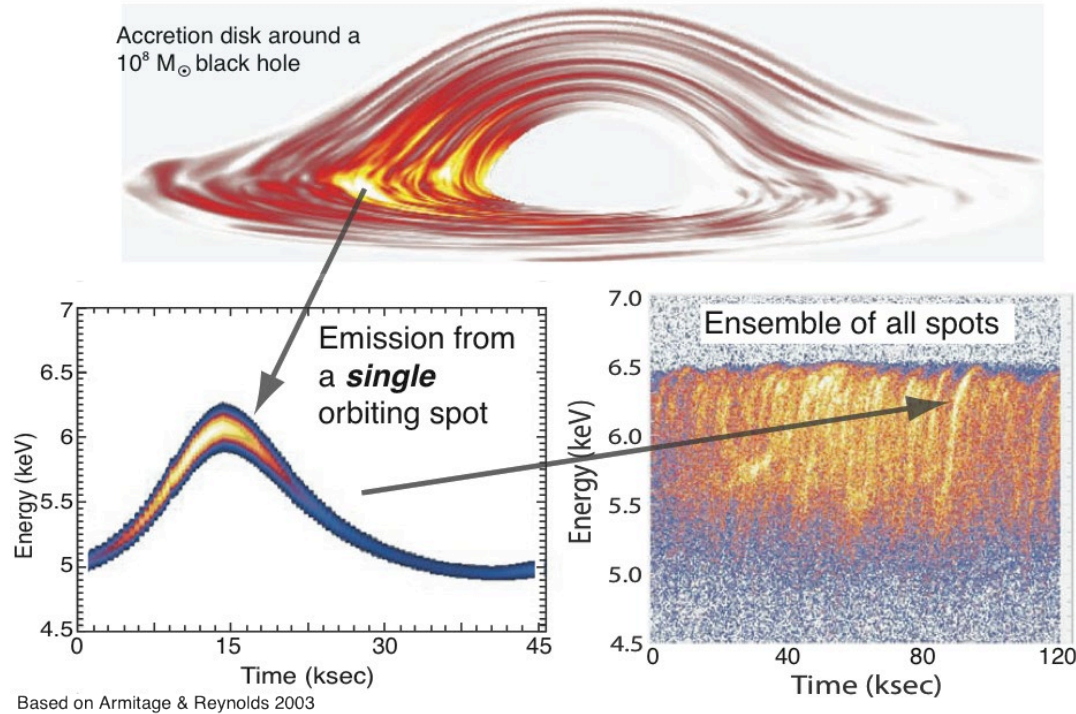 Accretion disk around a
10⁸ M☉ black hole
7
6.5
6
5.5
5
4.5
Energy (keV)
0
15
30
45
Time (ksec)
Emission from
a single
orbiting spot
7.0
6.5
6.0
5.5
5.0
4.5
Energy (keV)
0
40
80
120
Time (ksec)
Ensemble of all spots
Based on Armitage & Reynolds 2003